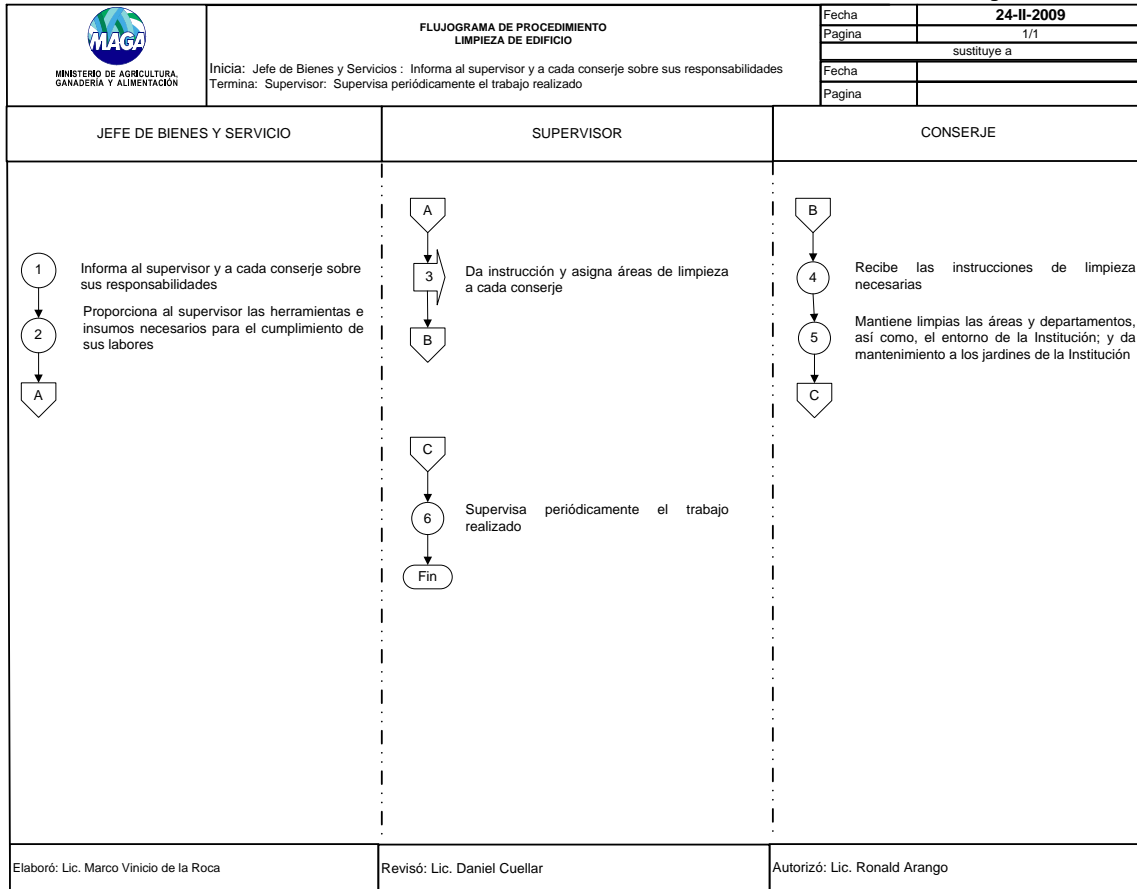 MAGA
MINISTERIO DE AGRICULTURA,
GANADERÍA Y ALIMENTACIÓN
FLUJOGRAMA DE PROCEDIMIENTO
LIMPIEZA DE EDIFICIO
Inicia: Jefe de Bienes y Servicios : Informa al supervisor y a cada conserje sobre sus responsabilidades
Termina: Supervisor: Supervisa periódicamente el trabajo realizado
Fecha 24-II-2009
Pagina 1/1
sustituye a
Fecha
Pagina
JEFE DE BIENES Y SERVICIO
1
Informa al supervisor y a cada conserje sobre
sus responsabilidades
2
Proporciona al supervisor las herramientas e
insumos necesarios para el cumplimiento de
sus labores
A
SUPERVISOR
A
3
Da instrucción y asigna áreas de limpieza
a cada conserje
B
C
6
Supervisa periódicamente el trabajo
realizado
Fin
CONSERJE
B
4
Recibe las instrucciones de limpieza
necesarias
5
Mantiene limpias las áreas y departamentos,
así como, el entorno de la Institución; y da
mantenimiento a los jardines de la Institución
C
Elaboró: Lic. Marco Vinicio de la Roca
Revisó: Lic. Daniel Cuellar
Autorizó: Lic. Ronald Arango